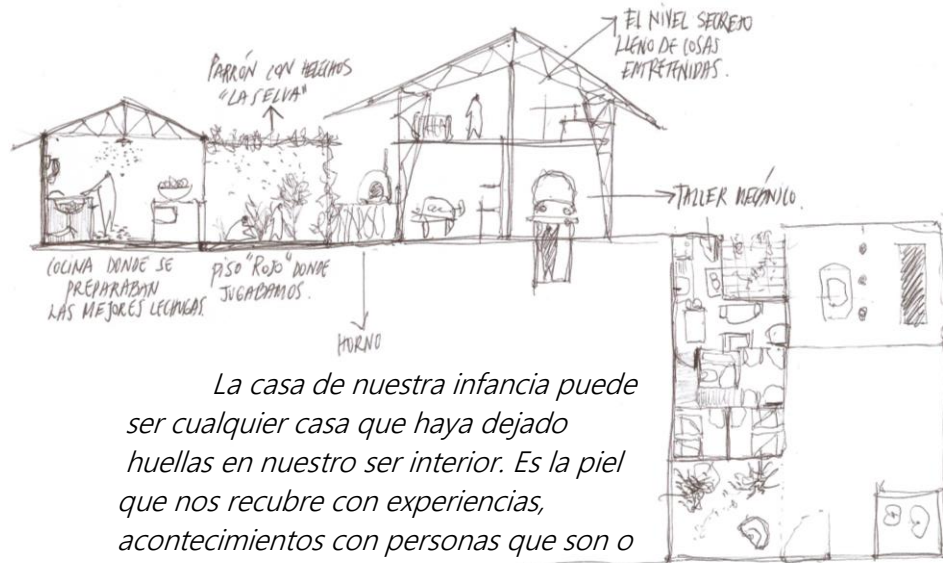 EL NIVEL SECRETO
LLENO DE COSAS
ENTRETENIDAS.
PARRÓN CON HELECHOS
"LA SELVA"
TALLER MECÁNICO.
COCINA DONDE SE
PREPARABAN
LAS MEJORES LECHUGAS.
PISO "ROJO" DONDE
JUGABAMOS.
HORNO
La casa de nuestra infancia puede
ser cualquier casa que haya dejado
huellas en nuestro ser interior. Es la piel
que nos recubre con experiencias,
acontecimientos con personas que son o